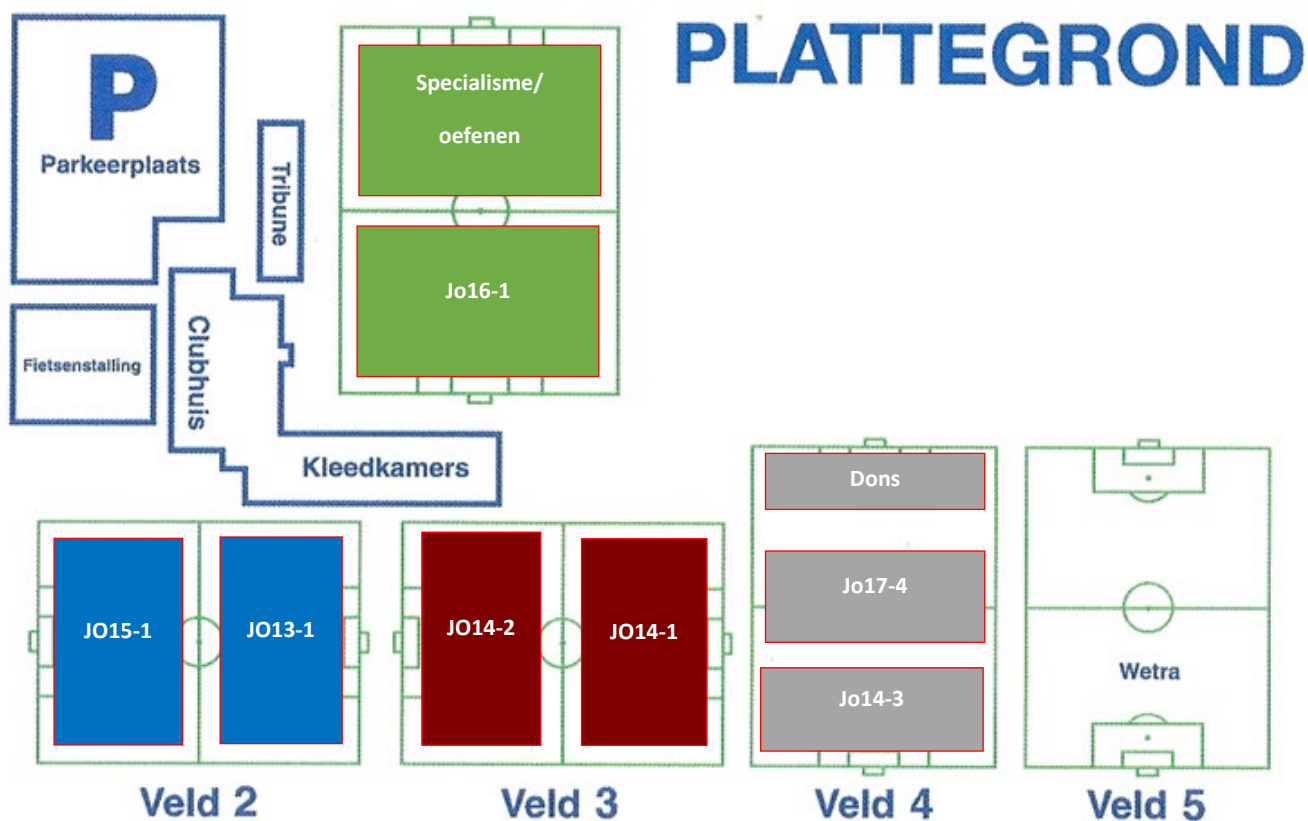 PLATTEGROND
P
Parkeerplaats
Tribune
Specialisme/
oefenen
Jo16-1
Fietsenstalling
Clubhuis
Kleedkamers
JO15-1
JO13-1
JO14-2
JO14-1
Dons
Jo17-4
Jo14-3
Wetra
Veld 2
Veld 3
Veld 4
Veld 5